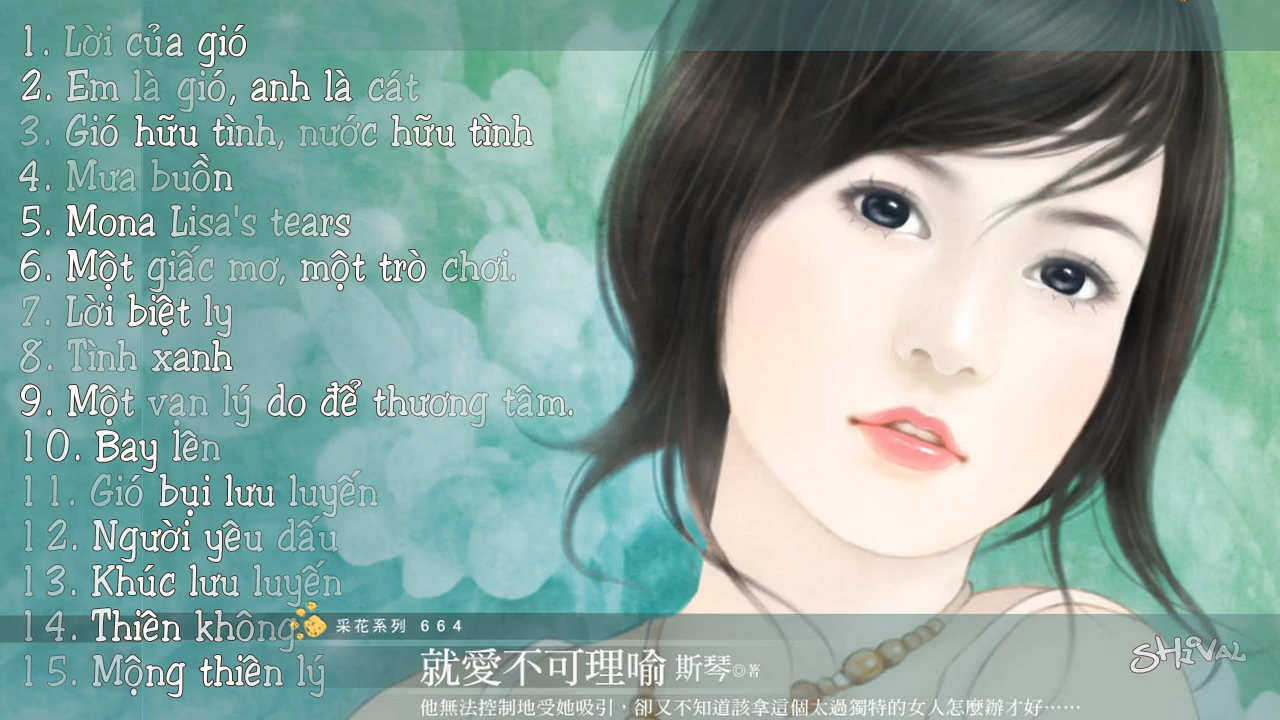 1. Lời của gió
2. Em là gió, anh là cát
3. Gió hữu tình, nước hữu tình
4. Mưa buồn
5. Mona Lisa's tears
6. Một giấc mơ, một trò chơi.
7. Lời biệt ly
8. Tình xanh
9. Một vạn lý do để thương tâm.
10. Bay lên
11. Gió bụi lưu luyến
12. Người yêu dấu
13. Khúc lưu luyến
14. Thiên không
采花系列 664
15. Mộng thiên lý
就愛不可理喻 斯琴◎著
SHiVAL
他無法控制地受她吸引，卻又不知道該拿這個太過獨特的女人怎麼辦才好……